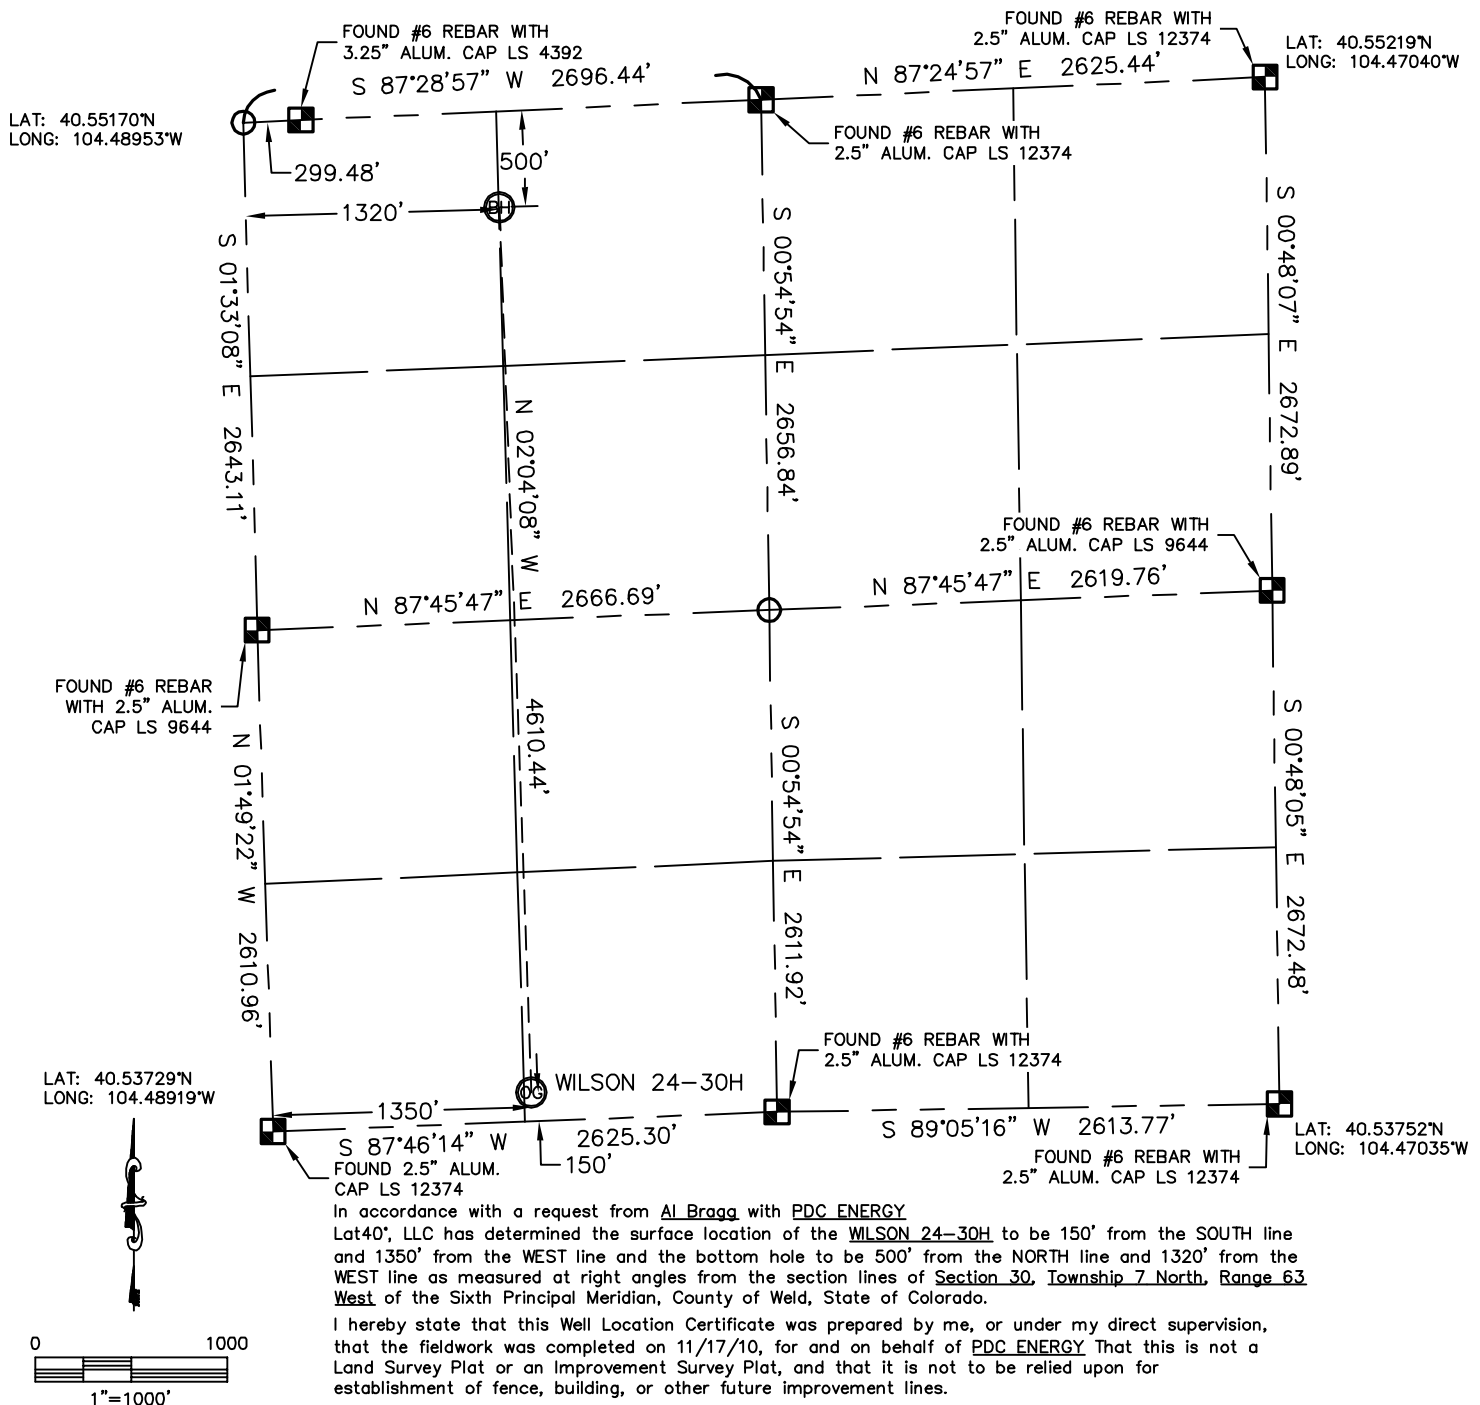 FOUND #6 REBAR WITH
3.25" ALUM. CAP LS 4392
FOUND #6 REBAR WITH
2.5" ALUM. CAP LS 12374
LAT: 40.55219°N
LONG: 104.47040°W
S 87°28'57" W 2696.44'
N 87°24'57" E 2625.44'
LAT: 40.55170°N
LONG: 104.48953°W
FOUND #6 REBAR WITH
2.5" ALUM. CAP LS 12374
299.48'
500'
1320'
BH
S 01°33'08" E 2643.11'
S 00°54'54" E 2656.84'
S 00°48'07" E 2672.89'
N 02°04'08" W 4610.44'
FOUND #6 REBAR WITH
2.5" ALUM. CAP LS 9644
N 87°45'47" E 2666.69'
N 87°45'47" E 2619.76'
FOUND #6 REBAR
WITH 2.5" ALUM.
CAP LS 9644
N 01°49'22" W 2610.96'
S 00°54'54" E 2611.92'
S 00°48'05" E 2672.48'
FOUND #6 REBAR WITH
2.5" ALUM. CAP LS 12374
LAT: 40.53729°N
LONG: 104.48919°W
OG
WILSON 24-30H
1350'
S 87°46'14" W 2625.30'
150'
S 89°05'16" W 2613.77'
LAT: 40.53752°N
LONG: 104.47035°W
FOUND 2.5" ALUM.
CAP LS 12374
FOUND #6 REBAR WITH
2.5" ALUM. CAP LS 12374
In accordance with a request from Al Bragg with PDC ENERGY
Lat40°, LLC has determined the surface location of the WILSON 24-30H to be 150' from the SOUTH line
and 1350' from the WEST line and the bottom hole to be 500' from the NORTH line and 1320' from the
WEST line as measured at right angles from the section lines of Section 30, Township 7 North, Range 63
West of the Sixth Principal Meridian, County of Weld, State of Colorado.
I hereby state that this Well Location Certificate was prepared by me, or under my direct supervision,
that the fieldwork was completed on 11/17/10, for and on behalf of PDC ENERGY That this is not a
Land Survey Plat or an Improvement Survey Plat, and that it is not to be relied upon for
establishment of fence, building, or other future improvement lines.
0 1000
1"=1000'